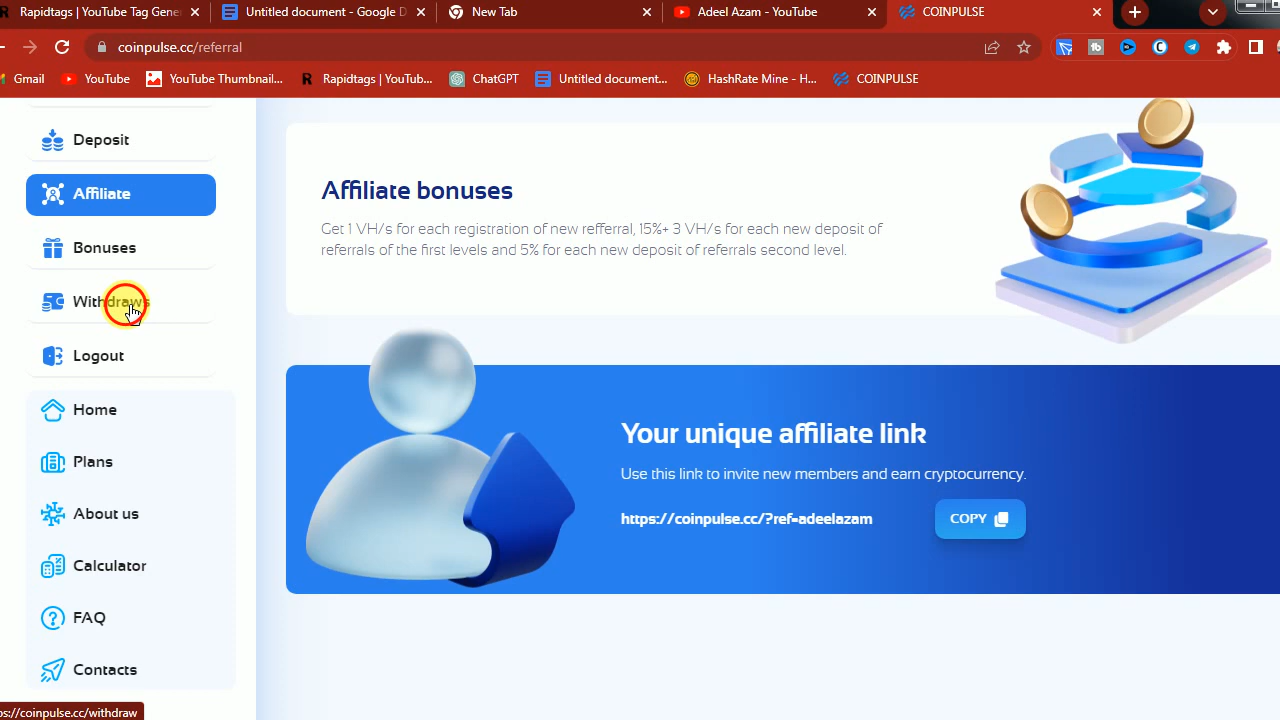 Rapidtags | YouTube Tag Gene
Untitled document - Google D
New Tab
Adeel Azam - YouTube
COINPULSE
coinpulse.cc/referral
Gmail
YouTube
YouTube Thumbnail...
Rapidtags | YouTub...
ChatGPT
Untitled document...
HashRate Mine - H...
COINPULSE
Deposit
Affiliate
Bonuses
Withdraws
Logout
Home
Plans
About us
Calculator
FAQ
Contacts
Affiliate bonuses
Get 1 VH/s for each registration of new refferral, 15%+ 3 VH/s for each new deposit of
referrals of the first levels and 5% for each new deposit of referrals second level.
Your unique affiliate link
Use this link to invite new members and earn cryptocurrency.
https://coinpulse.cc/?ref=adeelazam
COPY
ps://coinpulse.cc/withdraw